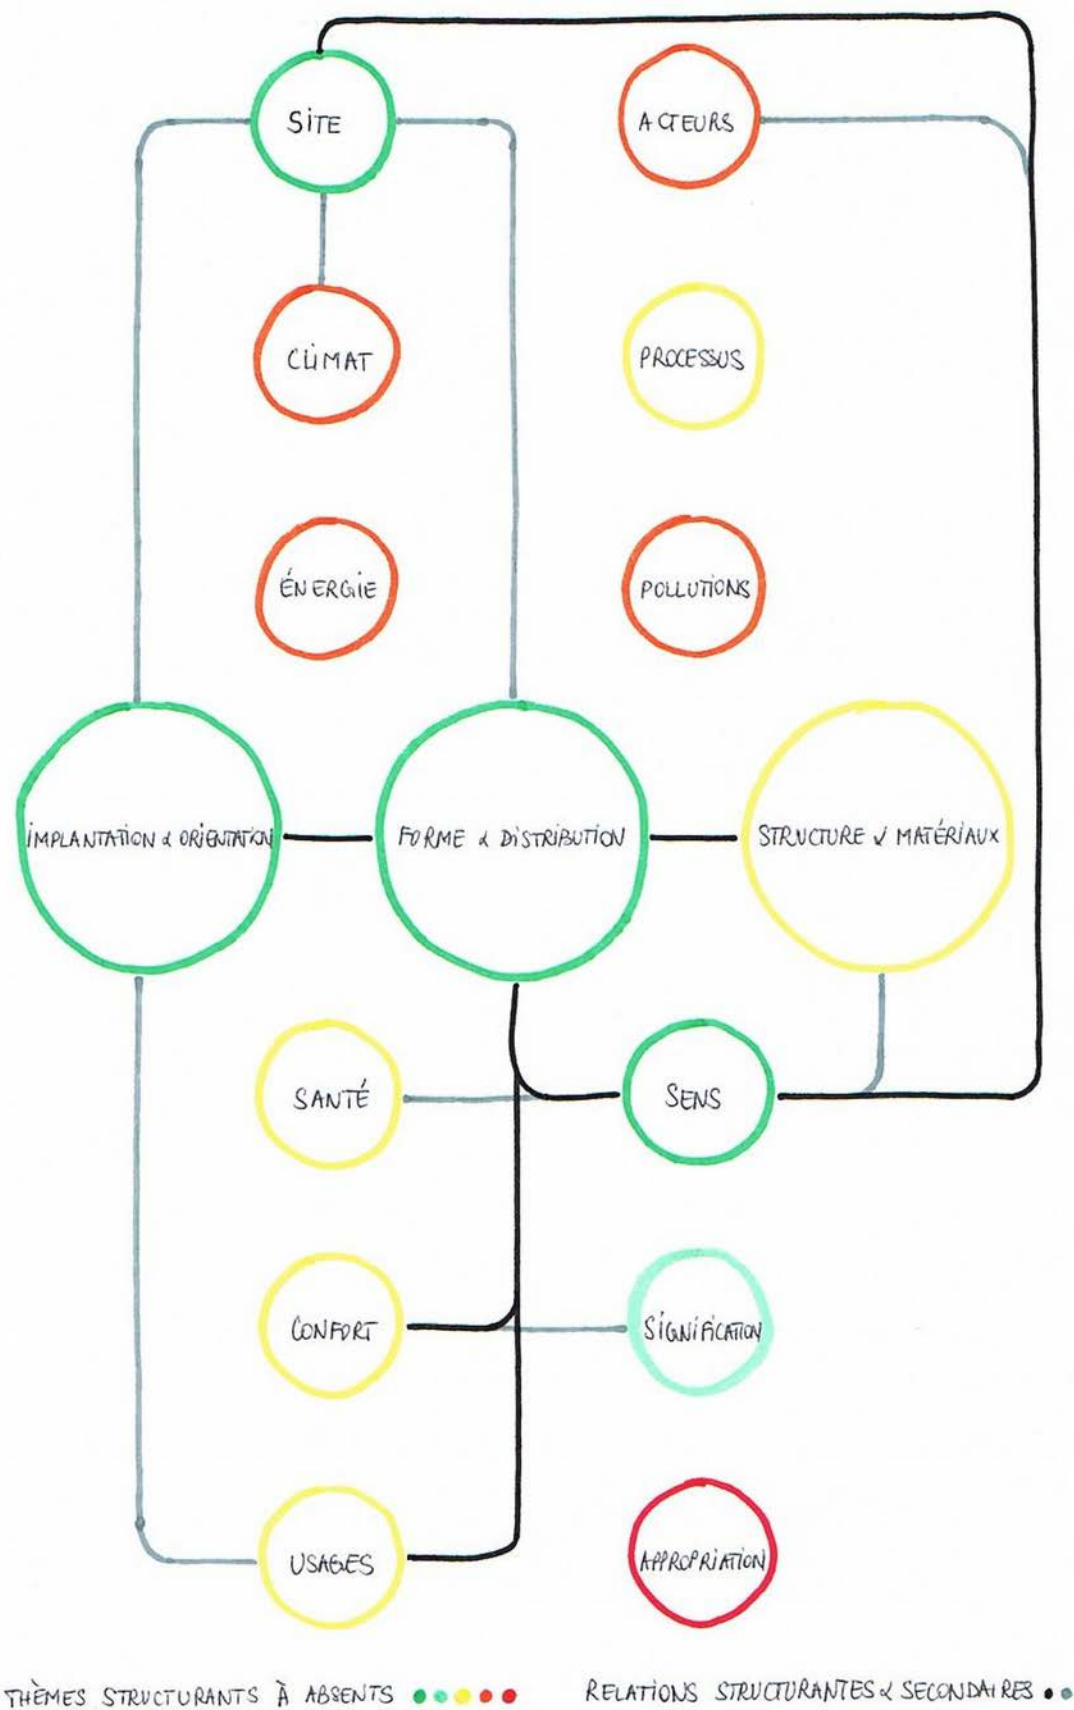 SITE
ACTEURS
CLIMAT
PROCESSUS
ÉNERGIE
POLLUTIONS
IMPLANTATION & ORIENTATION
FORME & DISTRIBUTION
STRUCTURE & MATÉRIAUX
SANTÉ
SENS
CONFORT
SIGNIFICATION
USAGES
APPROPRIATION
THÈMES STRUCTURANTS À ABSENTS
RELATIONS STRUCTURANTES & SECONDAIRES